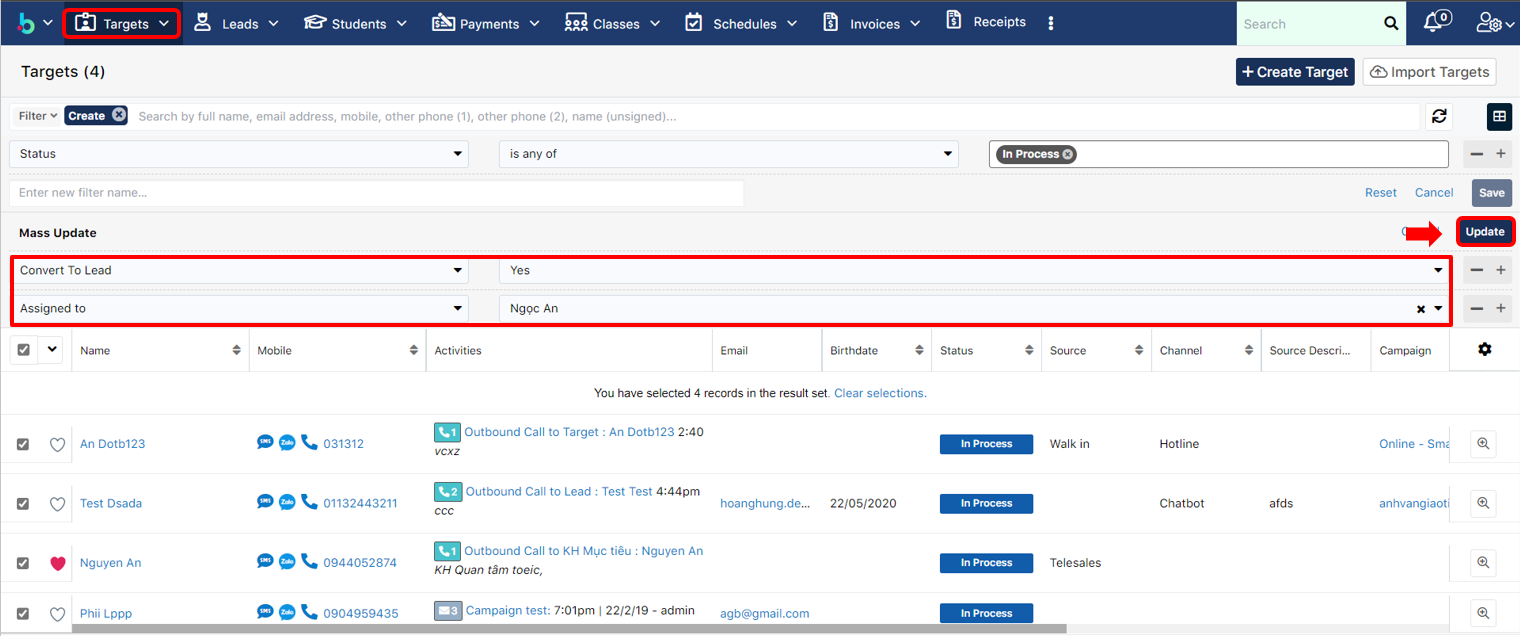 Targets Leads Students Payments Classes Schedules Invoices Receipts Search 0
Targets (4) Create Target Import Targets
Filter Create Search by full name, email address, mobile, other phone (1), other phone (2), name (unsigned)...
Status is any of In Process
Enter new filter name... Reset Cancel Save
Mass Update Update
Convert To Lead Yes
Assigned to Ngọc An
Name Mobile Activities Email Birthdate Status Source Channel Source Descri... Campaign
You have selected 4 records in the result set. Clear selections.
An Dotb123 SMS Zalo 031312 1 Outbound Call to Target : An Dotb123 2:40 In Process Walk in Hotline Online - Sma
vcxz
Test Dsada SMS Zalo 01132443211 2 Outbound Call to Lead : Test Test 4:44pm hoanghung.de... 22/05/2020 In Process Chatbot afds anhvangiaoti
ccc
Nguyen An SMS Zalo 0944052874 1 Outbound Call to KH Mục tiêu : Nguyen An In Process Telesales
KH Quan tâm toeic,
Phii Lppp SMS Zalo 0904959435 3 Campaign test: 7:01pm | 22/2/19 - admin agb@gmail.com In Process